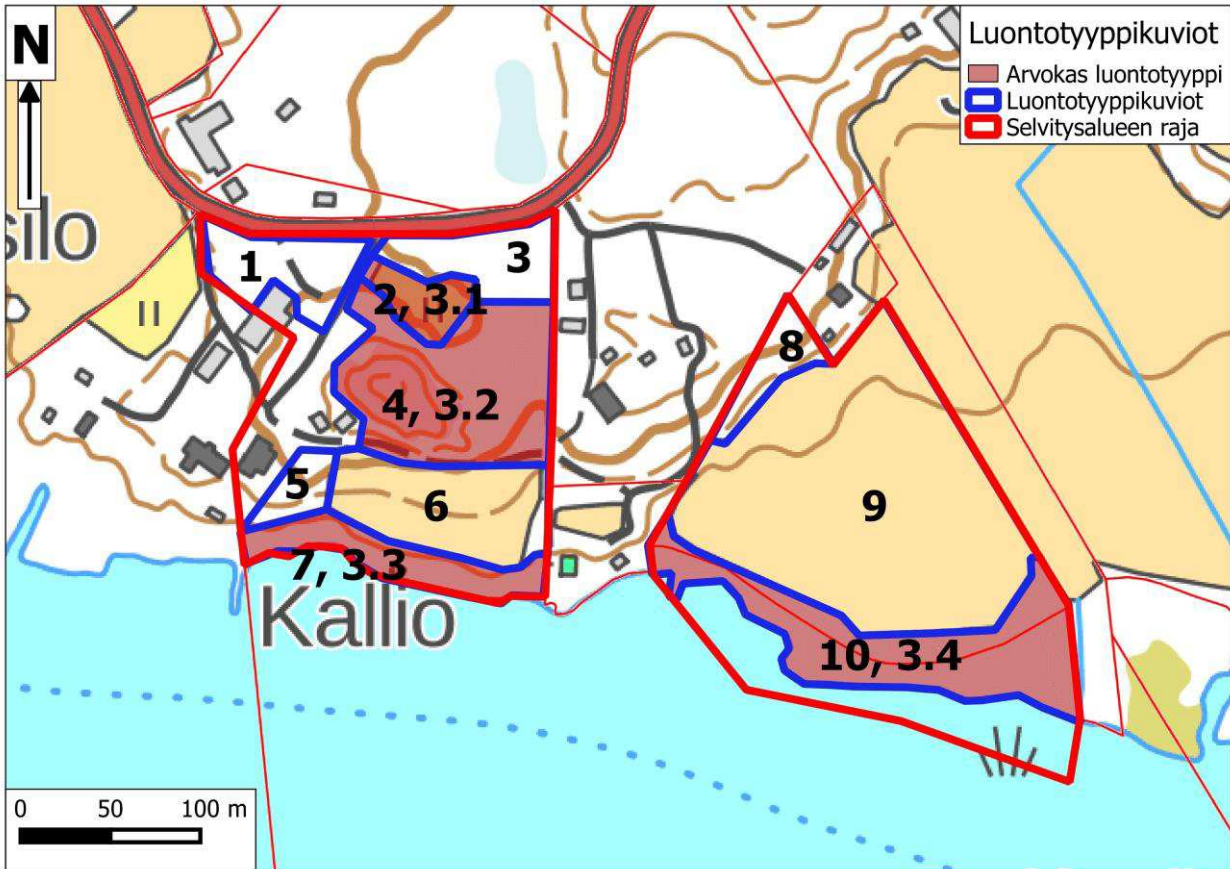 N
Luontotyyppikuviot
Arvokas luontotyyppi
Luontotyyppikuviot
Selvitysalueen raja
silo
1
3
2, 3.1
8
4, 3.2
5
6
9
7, 3.3
Kallio
10, 3.4
0 50 100 m